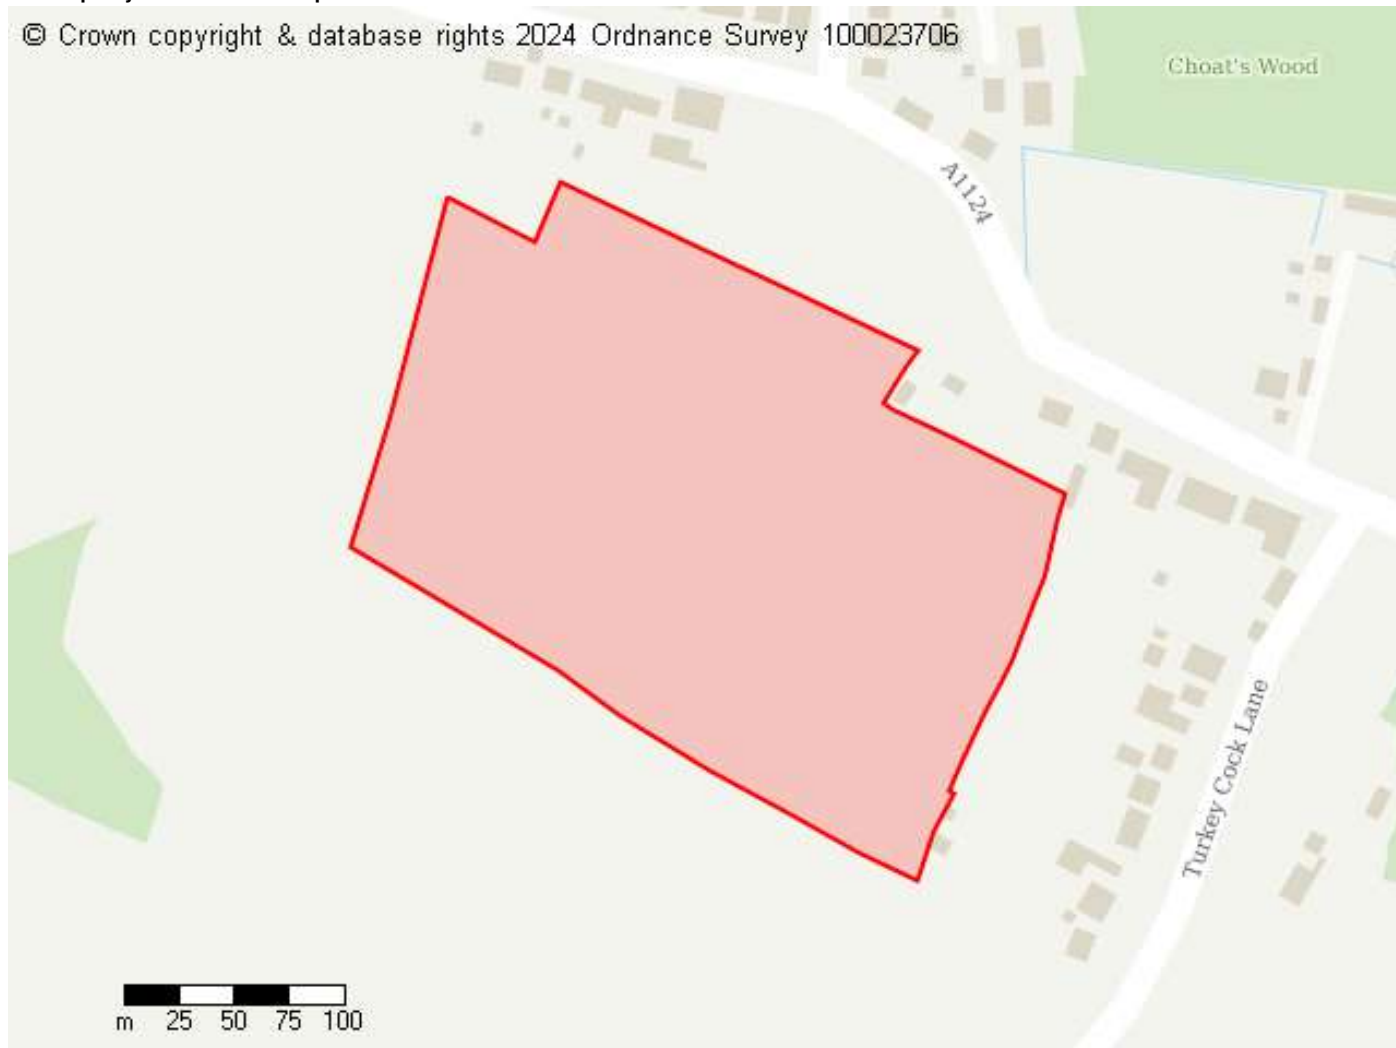 © Crown copyright & database rights 2024 Ordnance Survey 100023706
Choat's Wood
A1124
Turkey Cock Lane
m 25 50 75 100